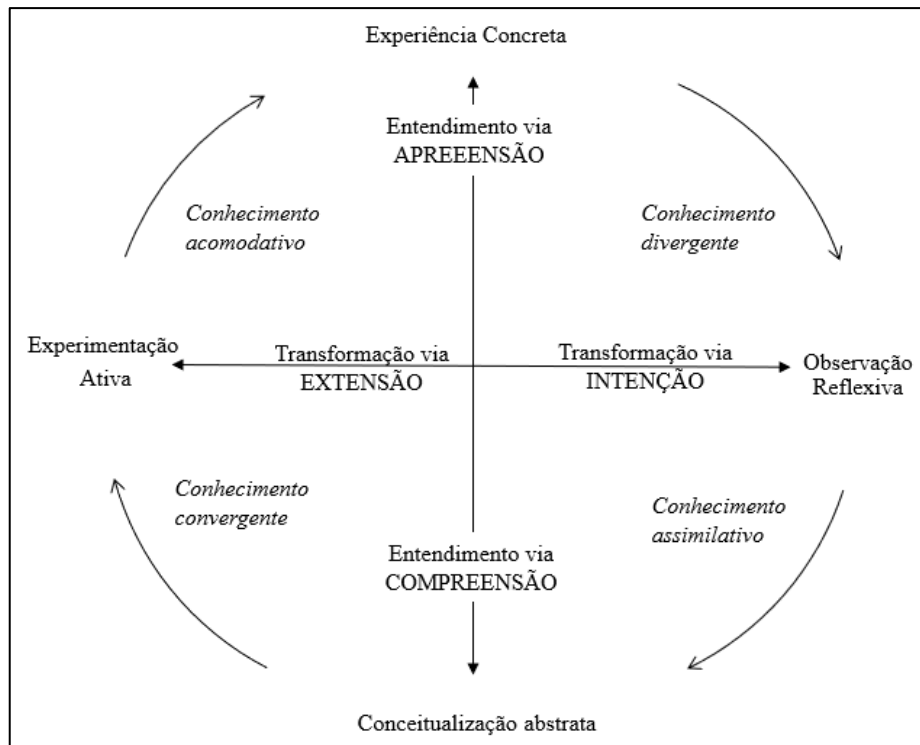 Experiência Concreta
Entendimento via
APREEENSÃO
Conhecimento
acomodativo
Conhecimento
divergente
Experimentação
Ativa
Transformação via
EXTENSÃO
Transformação via
INTENÇÃO
Observação
Reflexiva
Conhecimento
convergente
Conhecimento
assimilativo
Entendimento via
COMPREENSÃO
Conceitualização abstrata